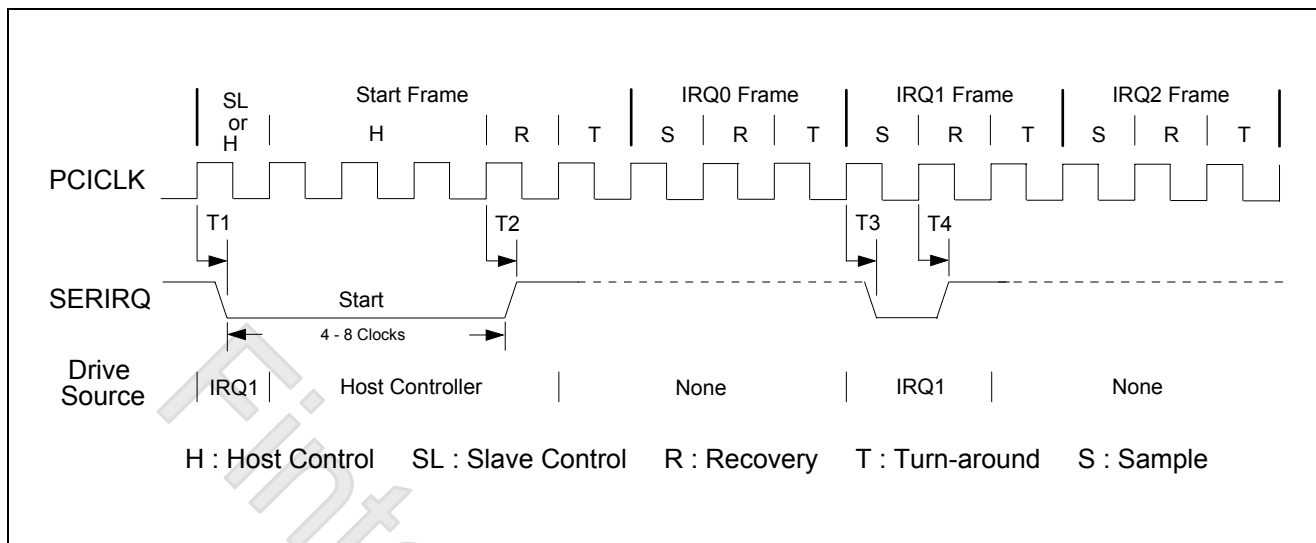 SL or H
Start Frame
IRQ0 Frame
IRQ1 Frame
IRQ2 Frame
H
R
T
S
R
T
S
R
T
S
R
T
PCICLK
T1
T2
T3
T4
SERIRQ
Start
4 - 8 Clocks
Drive Source
IRQ1
Host Controller
None
IRQ1
None
H : Host Control SL : Slave Control R : Recovery T : Turn-around S : Sample